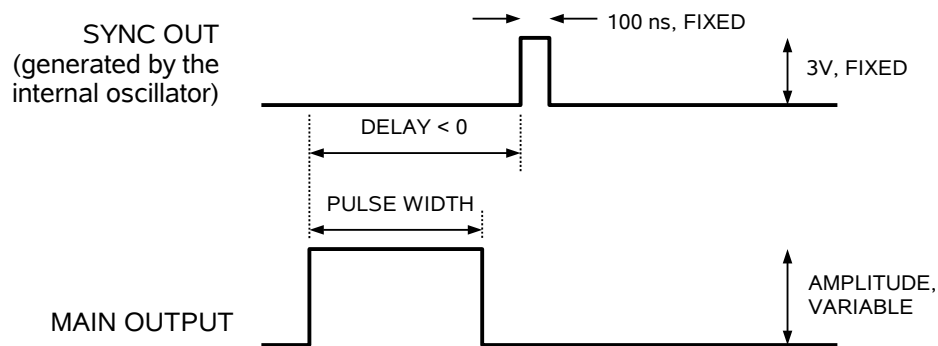 SYNC OUT
(generated by the
internal oscillator)
100 ns, FIXED
3V, FIXED
DELAY < 0
PULSE WIDTH
MAIN OUTPUT
AMPLITUDE,
VARIABLE